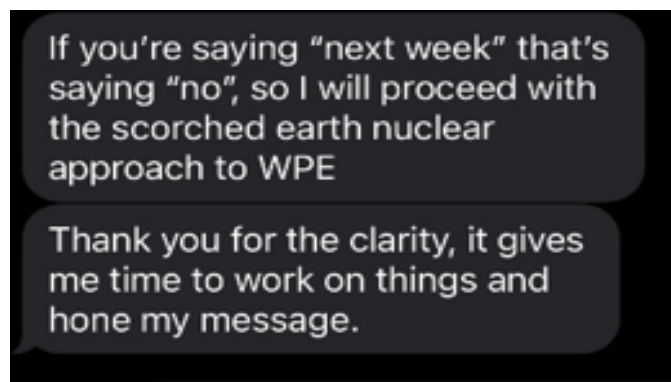 If you’re saying “next week” that’s
saying “no”, so I will proceed with
the scorched earth nuclear
approach to WPE
Thank you for the clarity, it gives
me time to work on things and
hone my message.